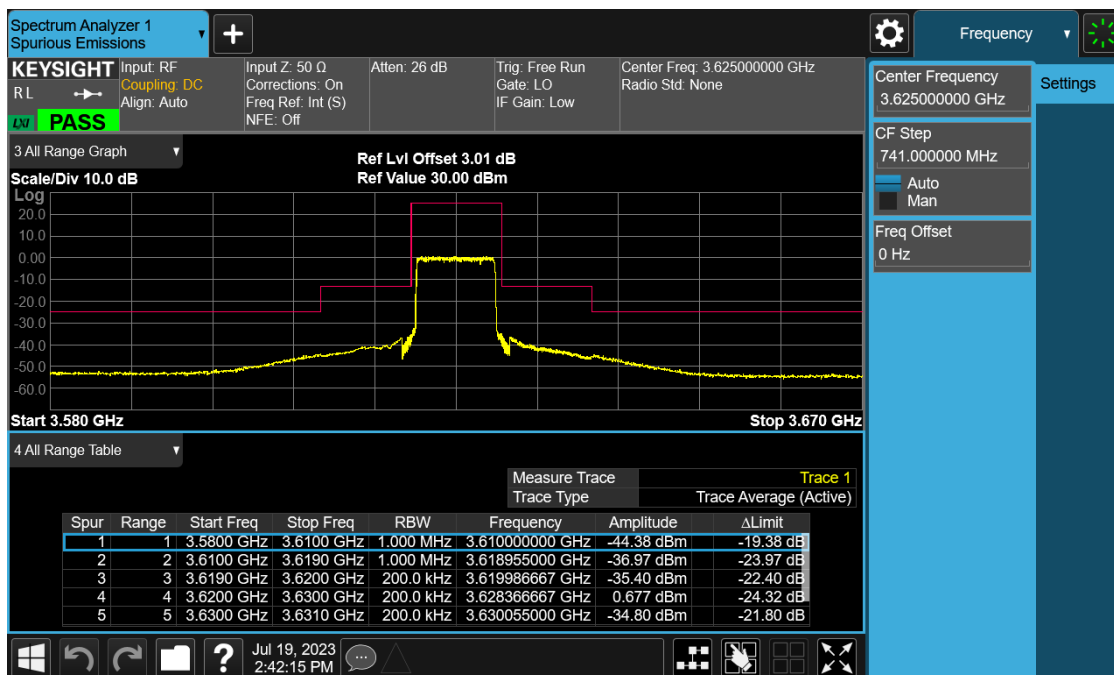 Spectrum Analyzer 1
Spurious Emissions
Frequency
KEYSIGHT
R L
LXI
PASS
Input: RF
Coupling: DC
Align: Auto
Input Z: 50 Ω
Corrections: On
Freq Ref: Int (S)
NFE: Off
Atten: 26 dB
Trig: Free Run
Gate: LO
IF Gain: Low
Center Freq: 3.625000000 GHz
Radio Std: None
Center Frequency
3.625000000 GHz
Settings
CF Step
741.000000 MHz
Auto
Man
Freq Offset
0 Hz
3 All Range Graph
Ref Lvl Offset 3.01 dB
Scale/Div 10.0 dB
Ref Value 30.00 dBm
Log
20.0
10.0
0.00
-10.0
-20.0
-30.0
-40.0
-50.0
-60.0
Start 3.580 GHz Stop 3.670 GHz
4 All Range Table
Measure Trace Trace 1
Trace Type Trace Average (Active)
Spur Range Start Freq Stop Freq RBW Frequency Amplitude ΔLimit
1 1 3.5800 GHz 3.6100 GHz 1.000 MHz 3.610000000 GHz -44.38 dBm -19.38 dB
2 2 3.6100 GHz 3.6190 GHz 1.000 MHz 3.618955000 GHz -36.97 dBm -23.97 dB
3 3 3.6190 GHz 3.6200 GHz 200.0 kHz 3.619986667 GHz -35.40 dBm -22.40 dB
4 4 3.6200 GHz 3.6300 GHz 200.0 kHz 3.628366667 GHz 0.677 dBm -24.32 dB
5 5 3.6300 GHz 3.6310 GHz 200.0 kHz 3.630055000 GHz -34.80 dBm -21.80 dB
?
Jul 19, 2023
2:42:15 PM